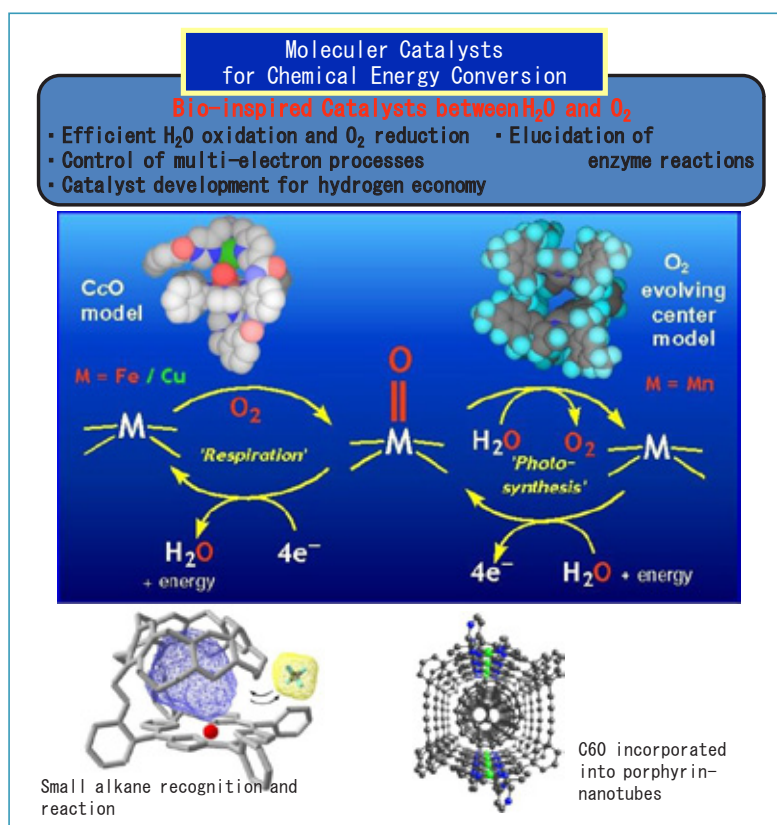 Moleculer Catalysts
for Chemical Energy Conversion
Bio-inspired Catalysts between H₂O and O₂
・Efficient H₂O oxidation and O₂ reduction ・Elucidation of
・Control of multi-electron processes enzyme reactions
・Catalyst development for hydrogen economy
CcO
model
O₂
evolving
center
model
M = Fe / Cu
M = Mn
O
M
O₂
M
H₂O
O₂
M
'Respiration'
'Photo-
synthesis'
H₂O
+ energy
4e⁻
4e⁻
H₂O + energy
Small alkane recognition and
reaction
C60 incorporated
into porphyrin-
nanotubes